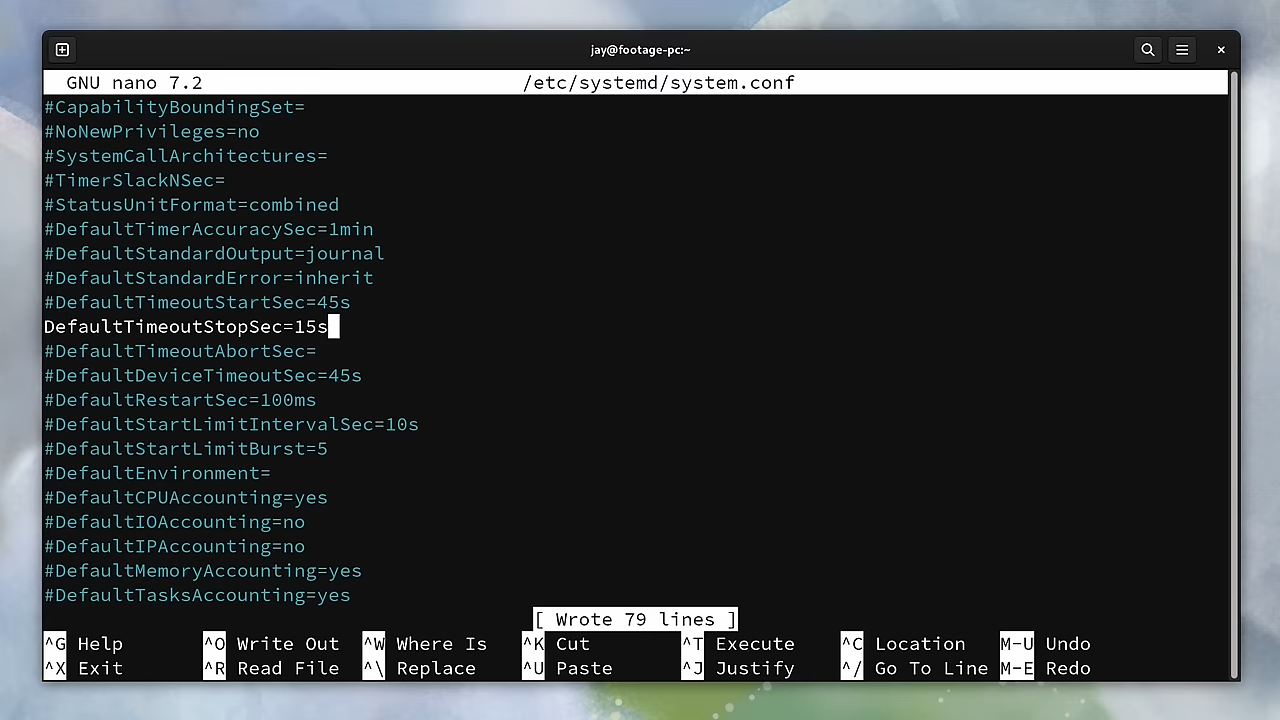 jay@footage-pc:~
GNU nano 7.2 /etc/systemd/system.conf
#CapabilityBoundingSet=
#NoNewPrivileges=no
#SystemCallArchitectures=
#TimerSlackNSec=
#StatusUnitFormat=combined
#DefaultTimerAccuracySec=1min
#DefaultStandardOutput=journal
#DefaultStandardError=inherit
#DefaultTimeoutStartSec=45s
DefaultTimeoutStopSec=15s
#DefaultTimeoutAbortSec=
#DefaultDeviceTimeoutSec=45s
#DefaultRestartSec=100ms
#DefaultStartLimitIntervalSec=10s
#DefaultStartLimitBurst=5
#DefaultEnvironment=
#DefaultCPUAccounting=yes
#DefaultIOAccounting=no
#DefaultIPAccounting=no
#DefaultMemoryAccounting=yes
#DefaultTasksAccounting=yes
[ Wrote 79 lines ]
^G Help ^O Write Out ^W Where Is ^K Cut ^T Execute ^C Location M-U Undo
^X Exit ^R Read File ^\ Replace ^U Paste ^J Justify ^/ Go To Line M-E Redo